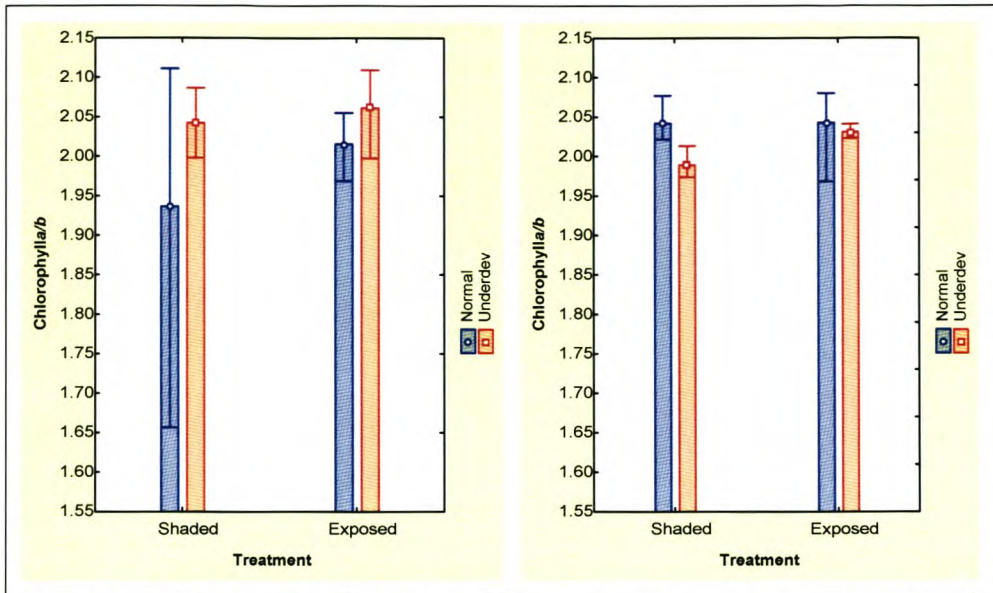 2.15
2.10
2.05
2.00
1.95
1.90
1.85
1.80
1.75
1.70
1.65
1.60
1.55
Chlorophylla/b
Shaded Exposed
Treatment
Normal
Underdev
2.15
2.10
2.05
2.00
1.95
1.90
1.85
1.80
1.75
1.70
1.65
1.60
1.55
Chlorophylla/b
Shaded Exposed
Treatment
Normal
Underdev